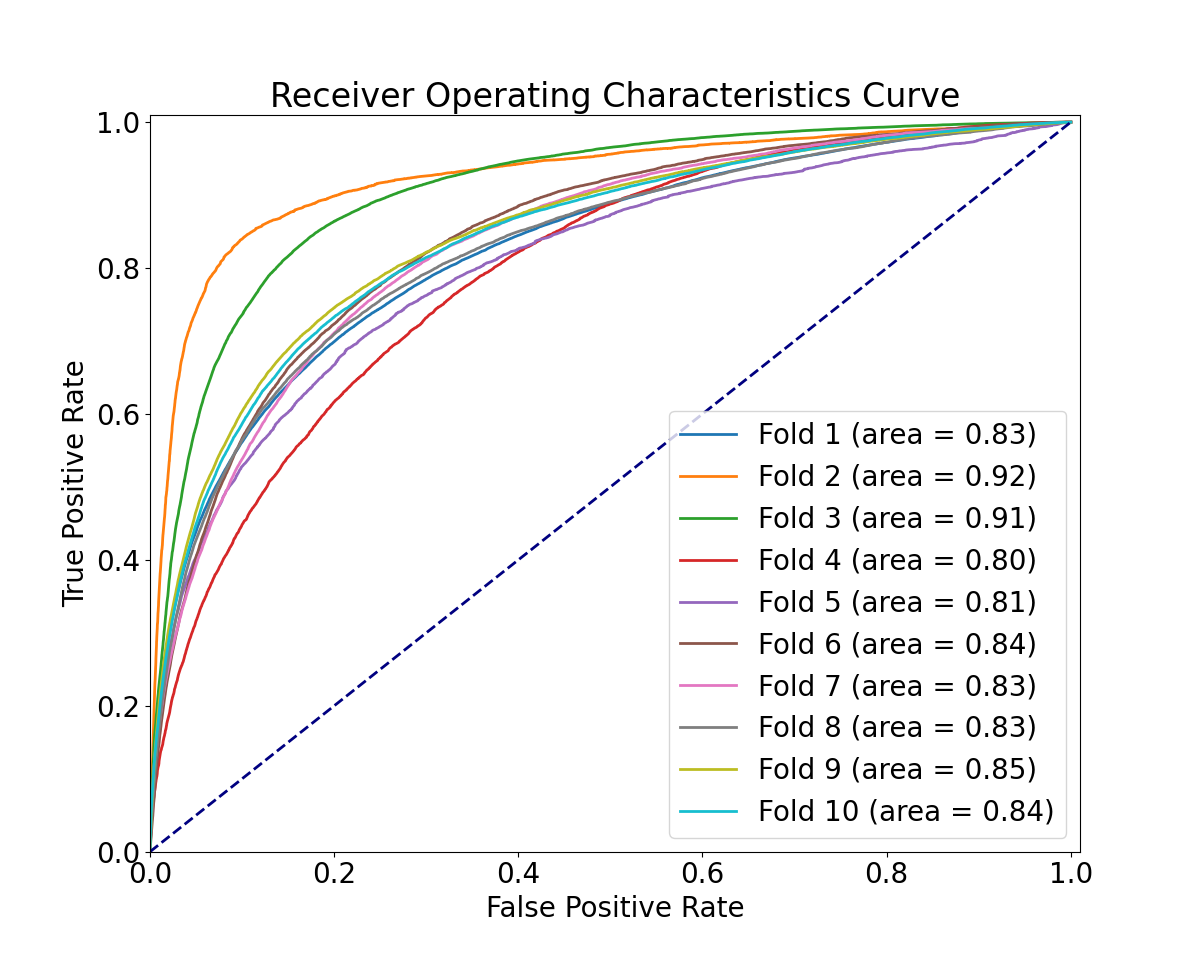 Receiver Operating Characteristics Curve
True Positive Rate
1.0
0.8
0.6
0.4
0.2
0.0
Fold 1 (area = 0.83)
Fold 2 (area = 0.92)
Fold 3 (area = 0.91)
Fold 4 (area = 0.80)
Fold 5 (area = 0.81)
Fold 6 (area = 0.84)
Fold 7 (area = 0.83)
Fold 8 (area = 0.83)
Fold 9 (area = 0.85)
Fold 10 (area = 0.84)
0.0 0.2 0.4 0.6 0.8 1.0
False Positive Rate